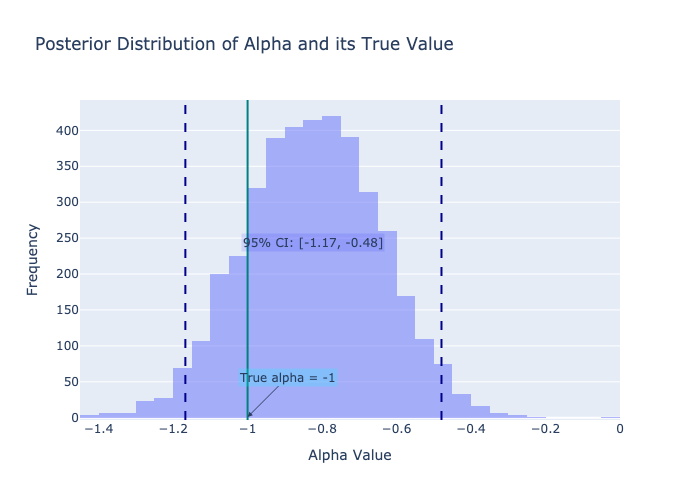 Posterior Distribution of Alpha and its True Value
Frequency
400
350
300
250
200
150
100
50
0
95% CI: [-1.17, -0.48]
True alpha = -1
−1.4 −1.2 −1 −0.8 −0.6 −0.4 −0.2 0
Alpha Value